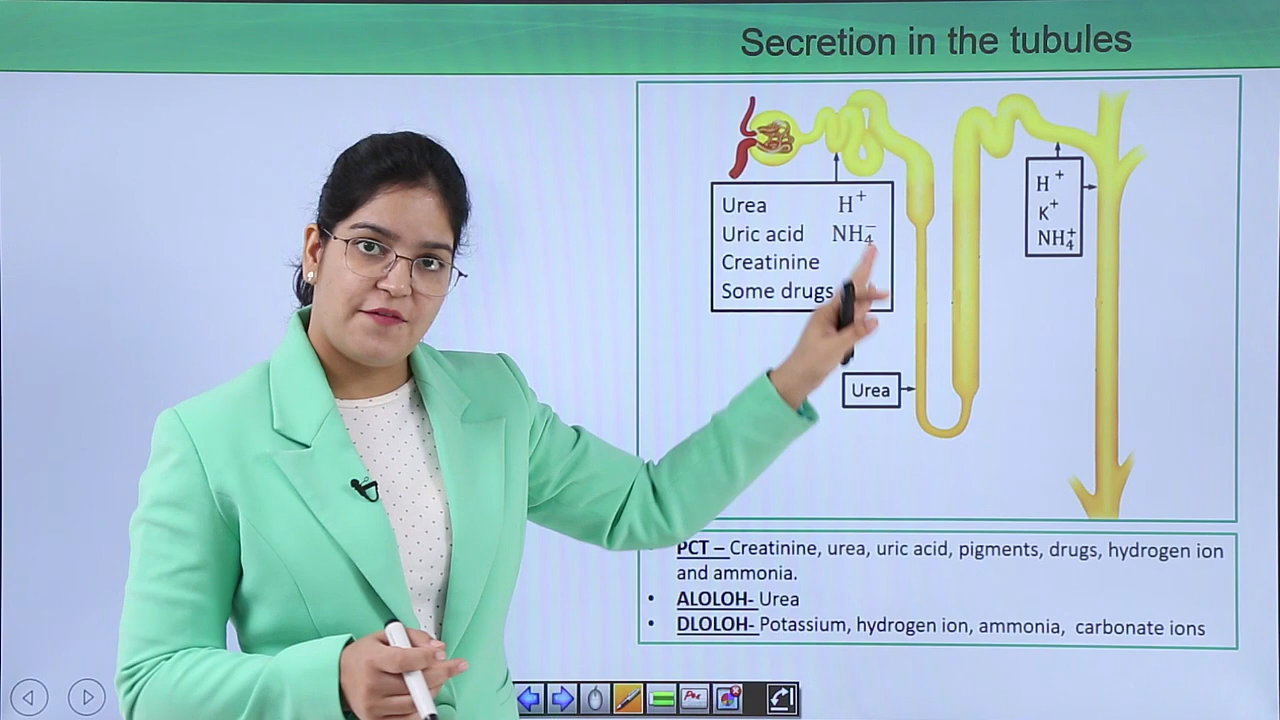 Secretion in the tubules
Urea H⁺
Uric acid NH₄⁻
Creatinine
Some drugs
H⁺
K⁺
NH₄⁺
Urea
PCT – Creatinine, urea, uric acid, pigments, drugs, hydrogen ion
and ammonia.
• ALOLOH- Urea
• DLOLOH- Potassium, hydrogen ion, ammonia, carbonate ions